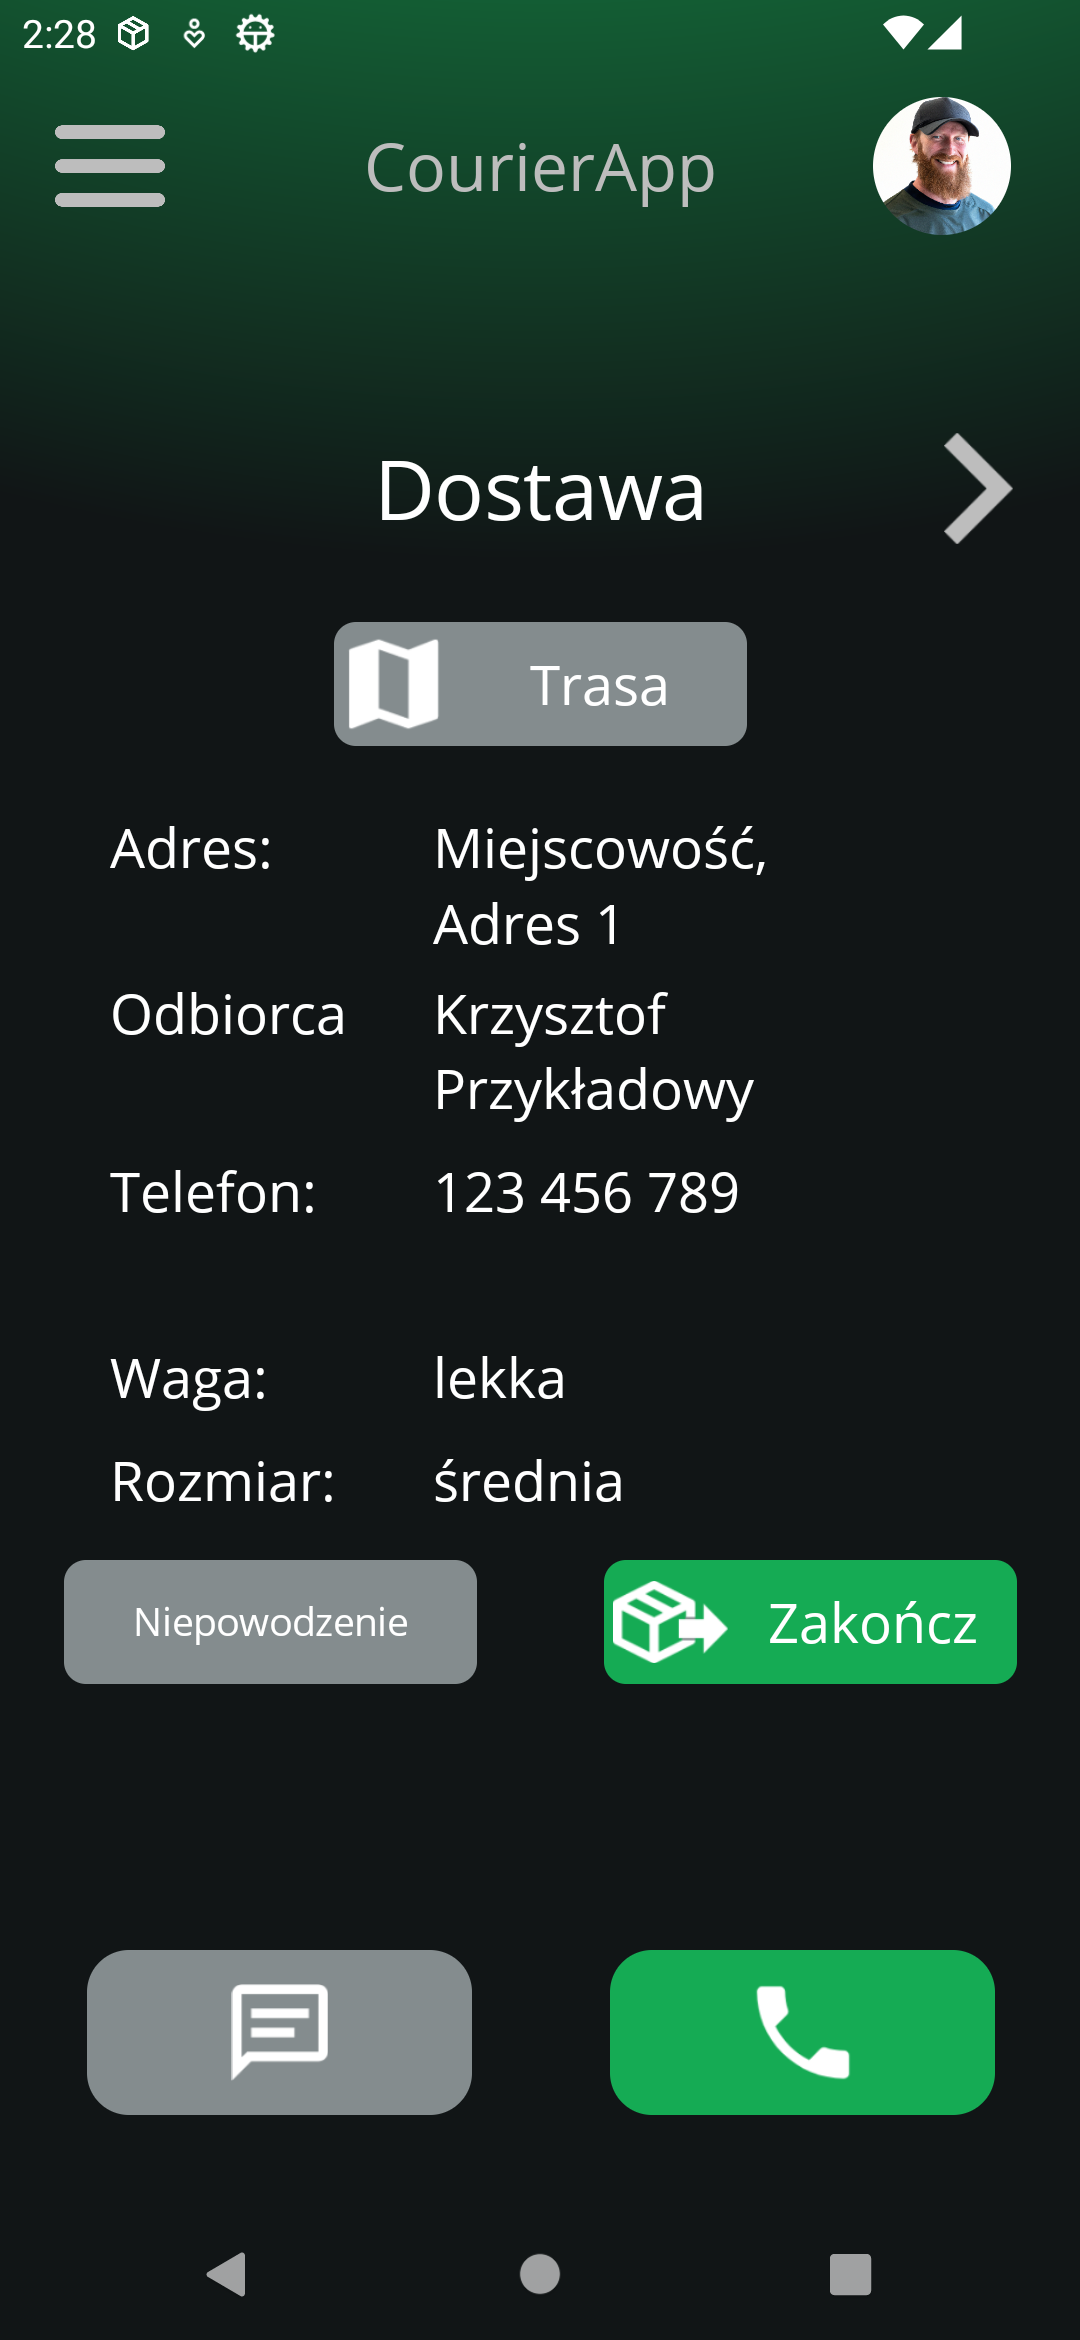 2:28
CourierApp
Dostawa
Trasa
Adres: Miejscowość,
Adres 1
Odbiorca Krzysztof
Przykładowy
Telefon: 123 456 789
Waga: lekka
Rozmiar: średnia
Niepowodzenie Zakończ